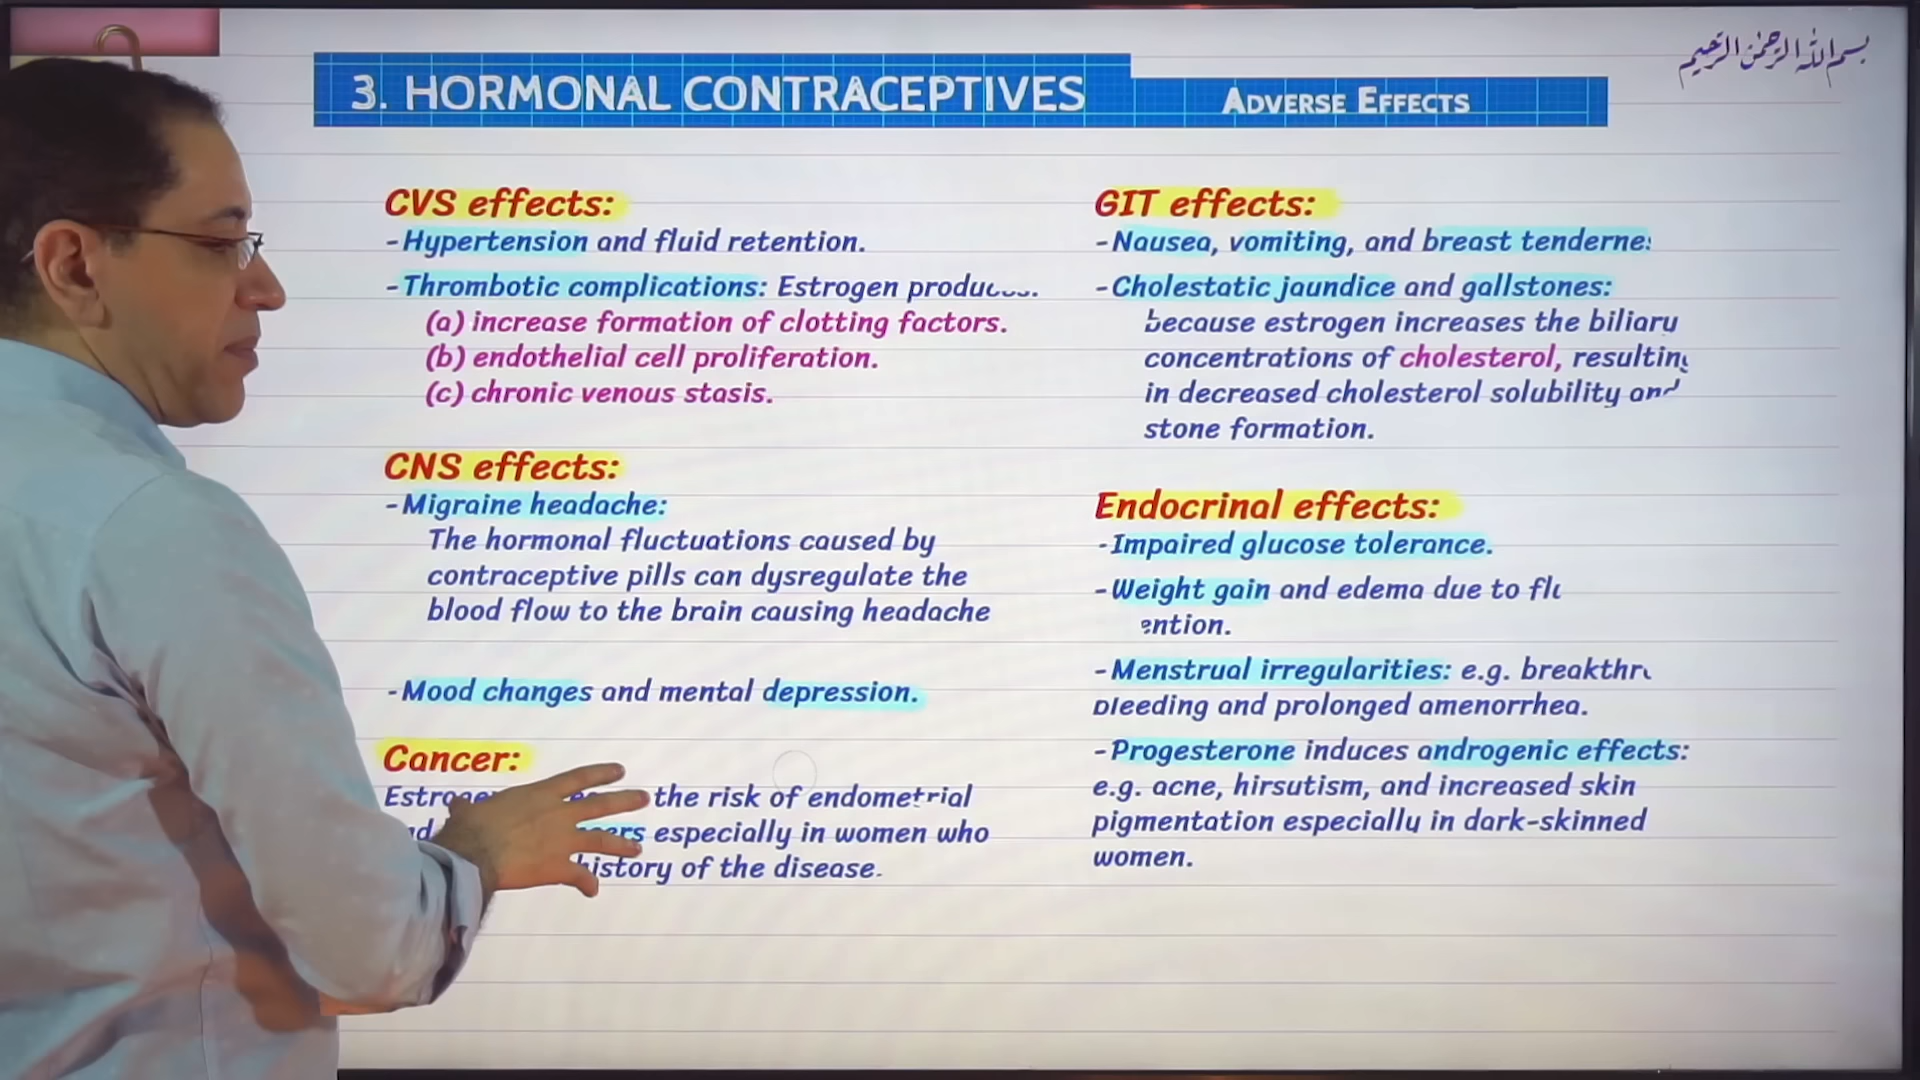 بسم الله الرحمن الرحيم
3. HORMONAL CONTRACEPTIVES
ADVERSE EFFECTS
CVS effects:
- Hypertension and fluid retention.
- Thrombotic complications: Estrogen produces.
(a) increase formation of clotting factors.
(b) endothelial cell proliferation.
(c) chronic venous stasis.
CNS effects:
- Migraine headache:
The hormonal fluctuations caused by
contraceptive pills can dysregulate the
blood flow to the brain causing headache
- Mood changes and mental depression.
Cancer:
Estrogen the risk of endometrial
especially in women who
history of the disease.
GIT effects:
- Nausea, vomiting, and breast
- Cholestatic jaundice and gallstones:
because estrogen increases the biliary
concentrations of cholesterol, resulting
in decreased cholesterol solubility and
stone formation.
Endocrinal effects:
- Impaired glucose tolerance.
- Weight gain and edema due to
- Menstrual irregularities: e.g.
bleeding and prolonged amenorrhea.
- Progesterone induces androgenic effects:
e.g. acne, hirsutism, and increased skin
pigmentation especially in dark-skinned
women.